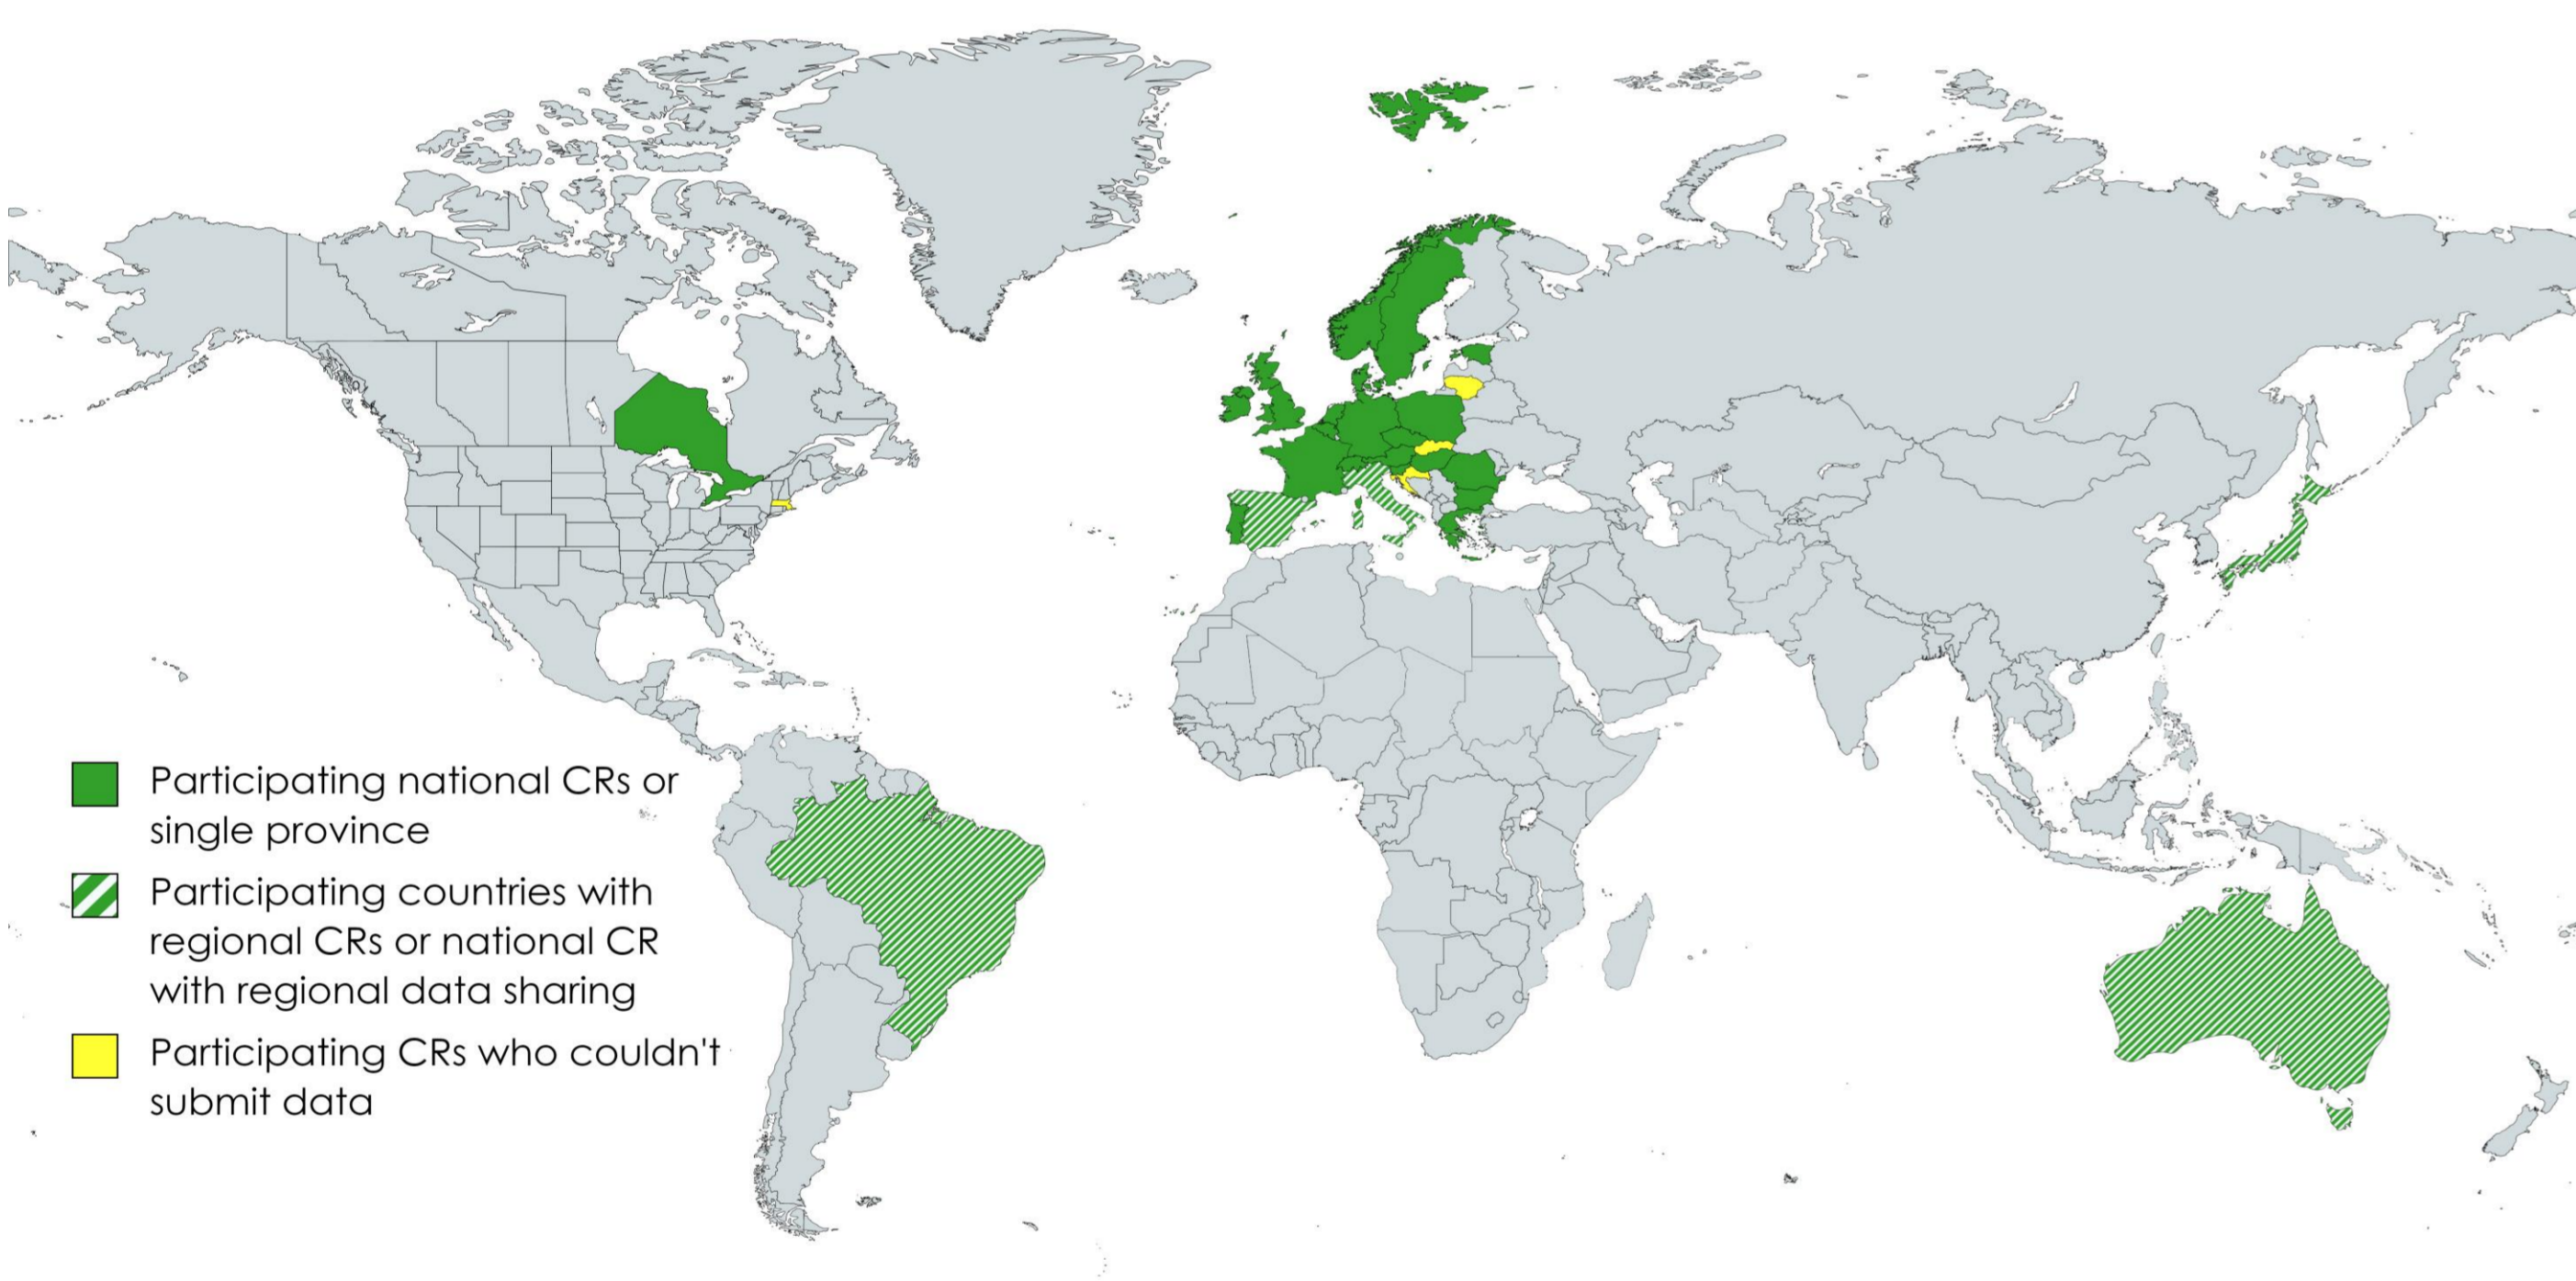 Participating national CRs or
single province
Participating countries with
regional CRs or national CR
with regional data sharing
Participating CRs who couldn't
submit data